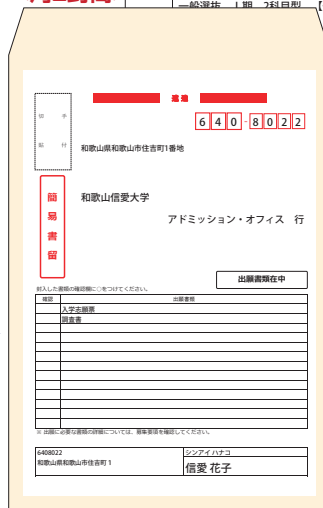 一般選抜 Ⅰ期 2科目型
速達
切手
貼付
640-8022
和歌山県和歌山市住吉町1番地
簡易書留
和歌山信愛大学
アドミッション・オフィス 行
出願書類在中
封入した書類の確認欄に○をつけてください。
確認 出願書類
入学志願票
調査書
※ 出願に必要な書類の詳細については、募集要項を確認してください。
6408022
シンアイ ハナコ
和歌山県和歌山市住吉町 1
信愛 花子